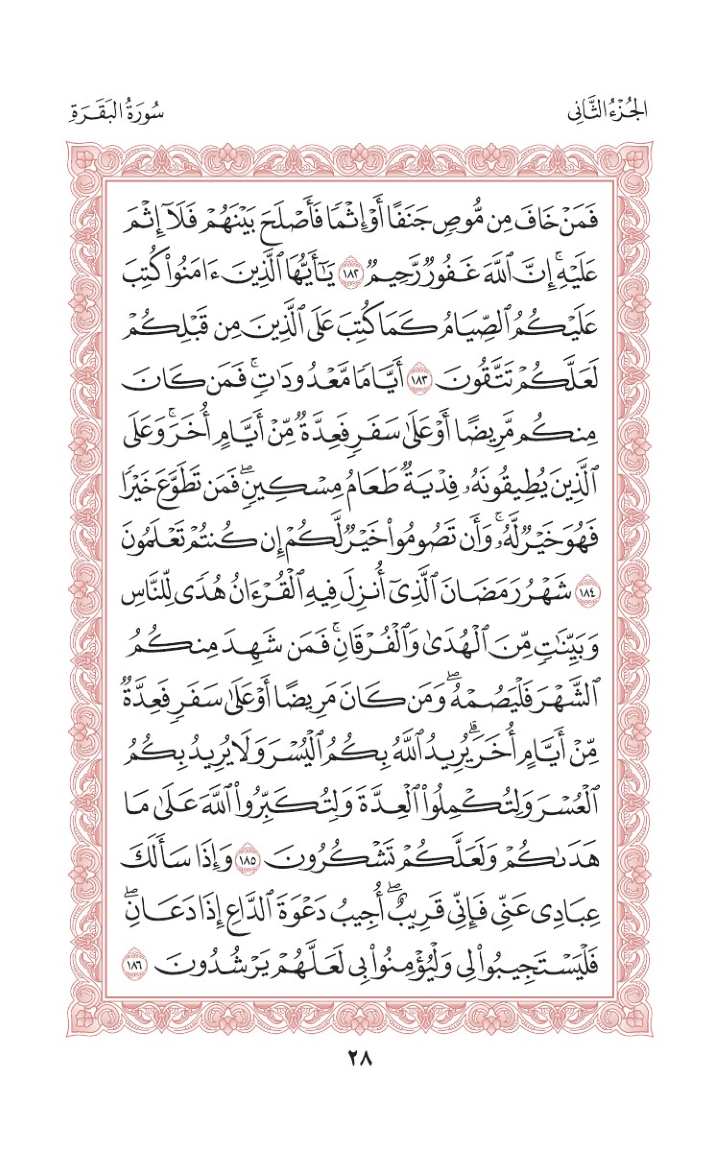 الجُزْءُ الثَّانِي
سُورَةُ البَقَرَةِ
فَمَنْ خَافَ مِن مُّوصٍ جَنَفًا أَوْ إِثْمًا فَأَصْلَحَ بَيْنَهُمْ فَلَآ إِثْمَ
عَلَيْهِۚ إِنَّ ٱللَّهَ غَفُورٌ رَّحِيمٌ ١٨٢ يَٰٓأَيُّهَا ٱلَّذِينَ ءَامَنُوا۟ كُتِبَ
عَلَيْكُمُ ٱلصِّيَامُ كَمَا كُتِبَ عَلَى ٱلَّذِينَ مِن قَبْلِكُمْ
لَعَلَّكُمْ تَتَّقُونَ ١٨٣ أَيَّامًا مَّعْدُودَٰتٍۚ فَمَن كَانَ
مِنكُم مَّرِيضًا أَوْ عَلَىٰ سَفَرٍ فَعِدَّةٌ مِّنْ أَيَّامٍ أُخَرَۚ وَعَلَى
ٱلَّذِينَ يُطِيقُونَهُۥ فِدْيَةٌ طَعَامُ مِسْكِينٍۖ فَمَن تَطَوَّعَ خَيْرًا
فَهُوَ خَيْرٌ لَّهُۥۚ وَأَن تَصُومُوا۟ خَيْرٌ لَّكُمْ إِن كُنتُمْ تَعْلَمُونَ
١٨٤ شَهْرُ رَمَضَانَ ٱلَّذِىٓ أُنزِلَ فِيهِ ٱلْقُرْءَانُ هُدًى لِّلنَّاسِ
وَبَيِّنَٰتٍ مِّنَ ٱلْهُدَىٰ وَٱلْفُرْقَانِۚ فَمَن شَهِدَ مِنكُمُ
ٱلشَّهْرَ فَلْيَصُمْهُۖ وَمَن كَانَ مَرِيضًا أَوْ عَلَىٰ سَفَرٍ فَعِدَّةٌ
مِّنْ أَيَّامٍ أُخَرَۗ يُرِيدُ ٱللَّهُ بِكُمُ ٱلْيُسْرَ وَلَا يُرِيدُ بِكُمُ
ٱلْعُسْرَ وَلِتُكْمِلُوا۟ ٱلْعِدَّةَ وَلِتُكَبِّرُوا۟ ٱللَّهَ عَلَىٰ مَا
هَدَىٰكُمْ وَلَعَلَّكُمْ تَشْكُرُونَ ١٨٥ وَإِذَا سَأَلَكَ
عِبَادِى عَنِّى فَإِنِّى قَرِيبٌۖ أُجِيبُ دَعْوَةَ ٱلدَّاعِ إِذَا دَعَانِۖ
فَلْيَسْتَجِيبُوا۟ لِى وَلْيُؤْمِنُوا۟ بِى لَعَلَّهُمْ يَرْشُدُونَ ١٨٦
٢٨